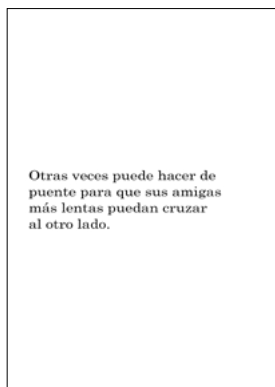 Otras veces puede hacer de
puente para que sus amigas
más lentas puedan cruzar
al otro lado.